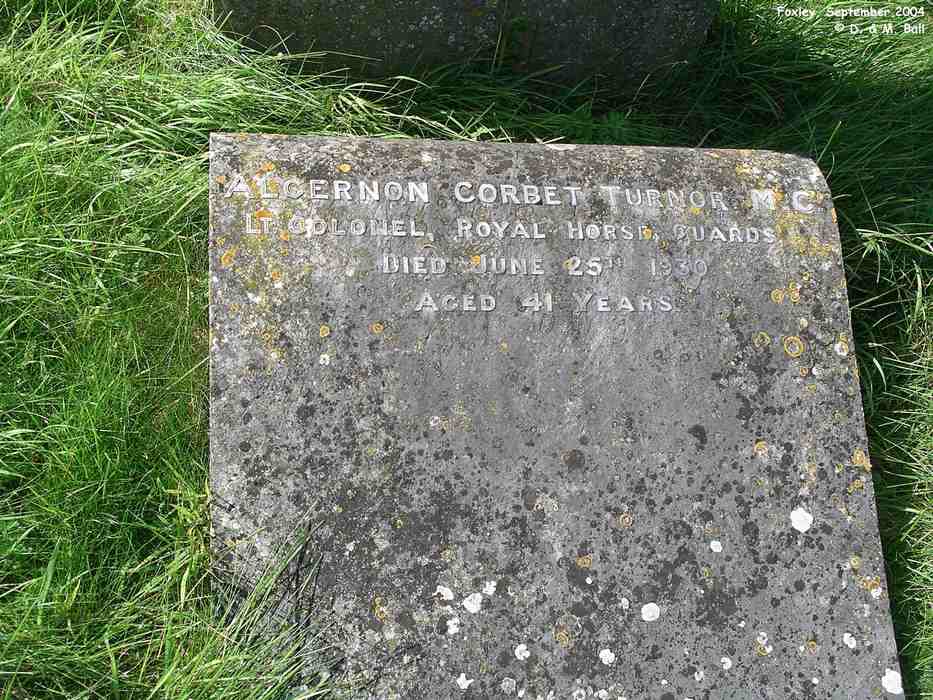 Foxley September 2004
© D. & M. Ball
ALGERNON CORBET TURNOR M.C.
LT. COLONEL, ROYAL HORSE GUARDS
DIED JUNE 25TH 1930
AGED 41 YEARS.